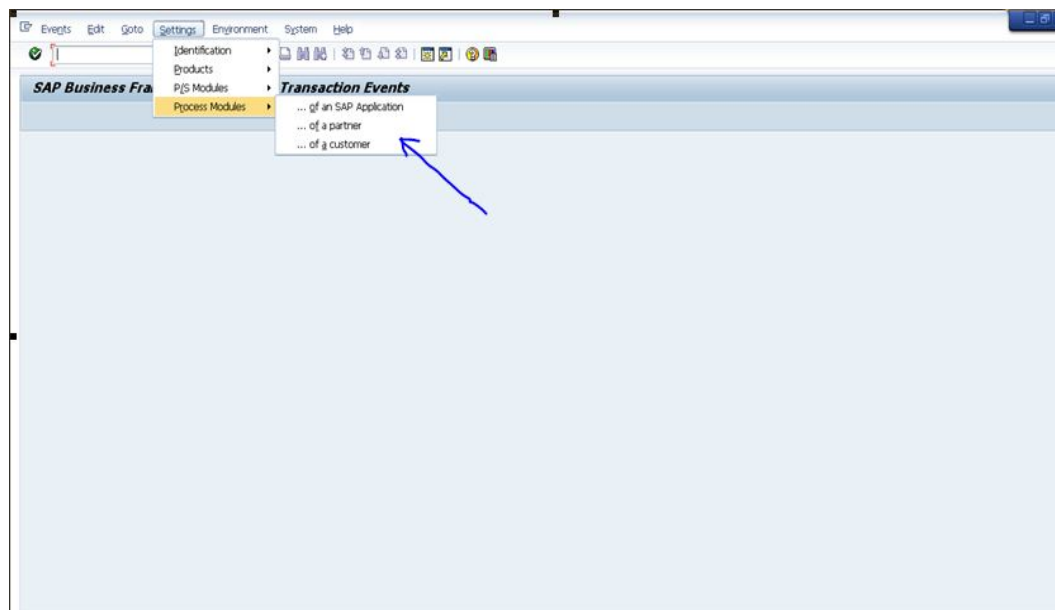 Events Edit Goto Settings Environment System Help
Identification
Products
SAP Business Fra
P/S Modules
Transaction Events
Process Modules
... of an SAP Application
... of a partner
... of a customer